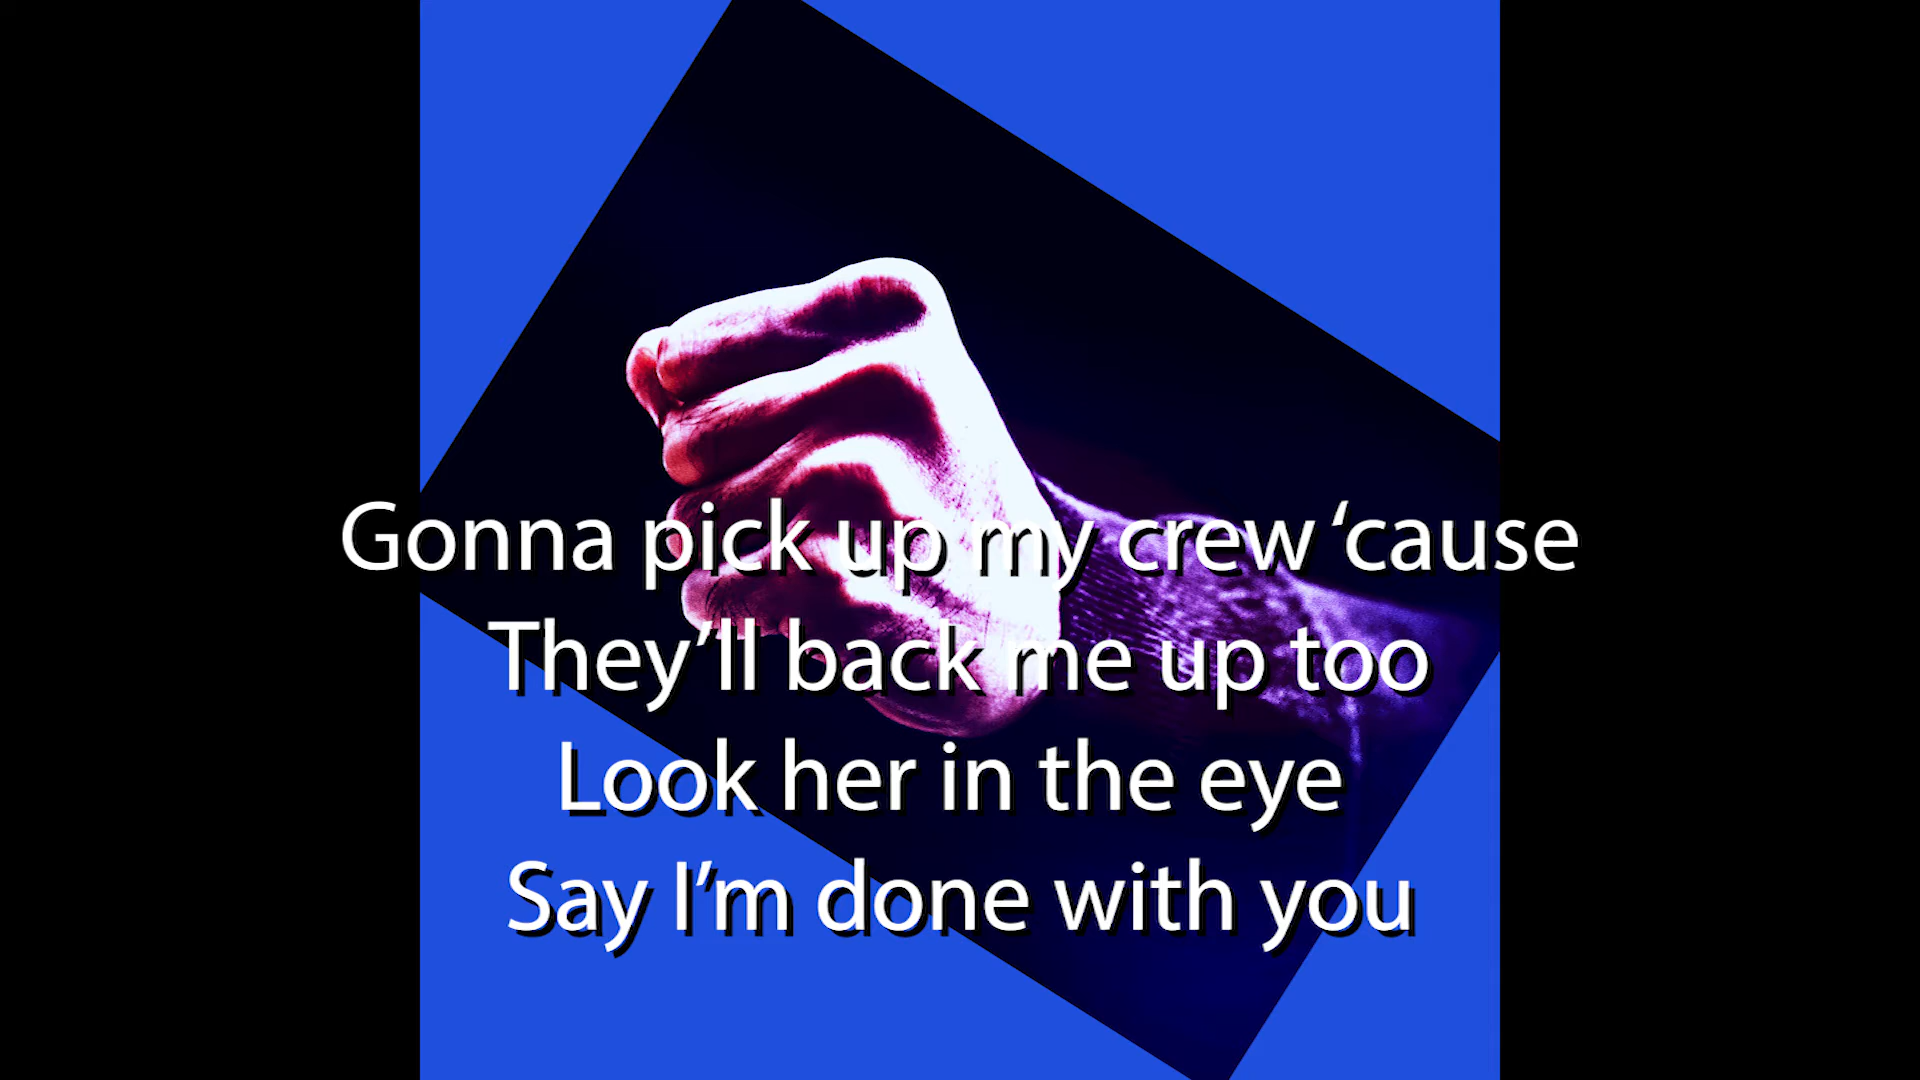 Gonna pick up my crew ‘cause
They’ll back me up too
Look her in the eye
Say I’m done with you